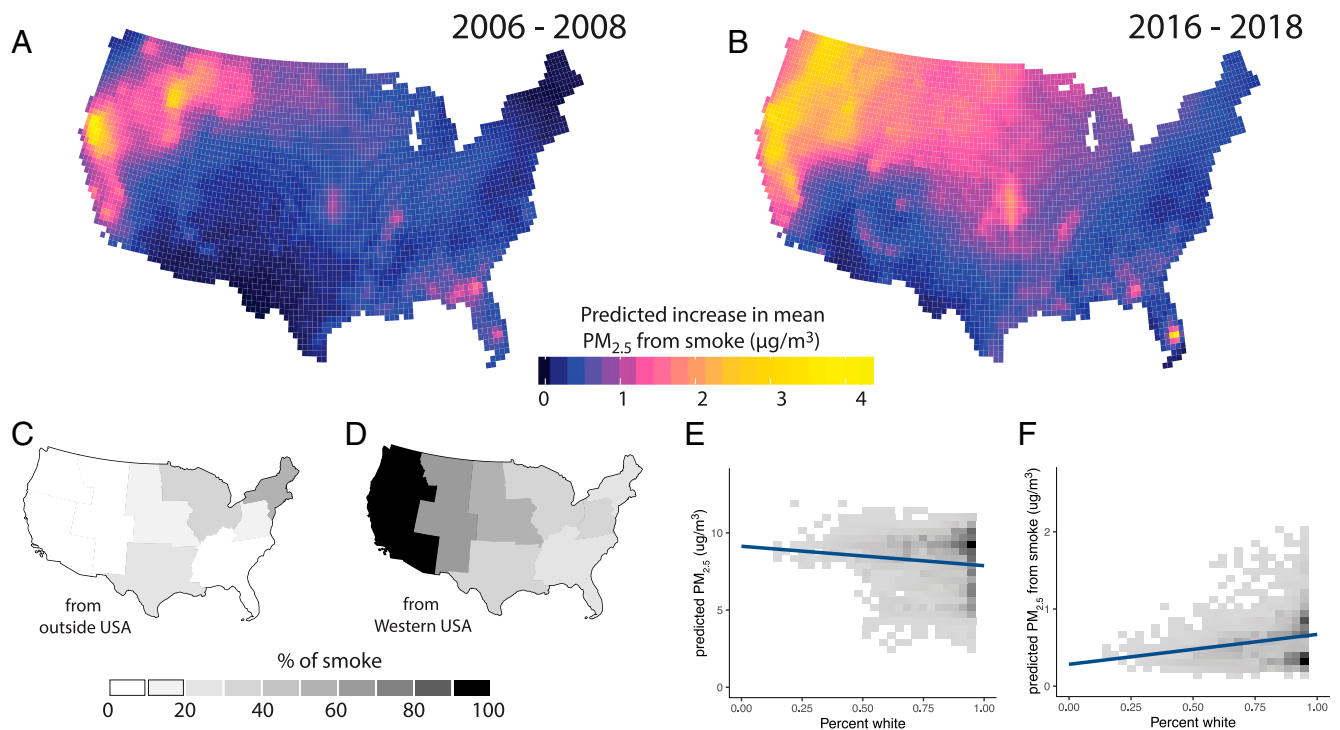 A
2006 - 2008
B
2016 - 2018
Predicted increase in mean
PM2.5 from smoke (µg/m³)
0 1 2 3 4
C
from
outside USA
D
from
Western USA
% of smoke
0 20 40 60 80 100
E
predicted PM2.5 (ug/m³)
10
5
0
0.00 0.25 0.50 0.75 1.00
Percent white
F
predicted PM2.5 from smoke (ug/m³)
2
1
0
0.00 0.25 0.50 0.75 1.00
Percent white